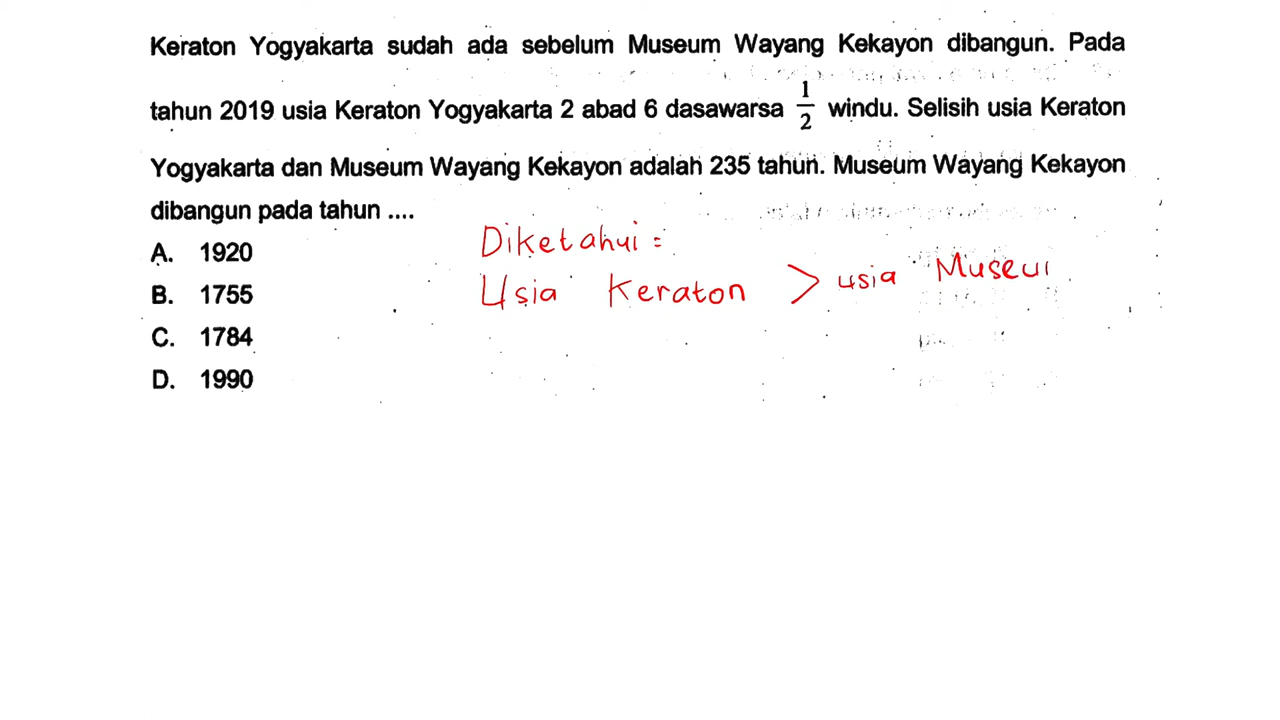 Keraton Yogyakarta sudah ada sebelum Museum Wayang Kekayon dibangun. Pada
tahun 2019 usia Keraton Yogyakarta 2 abad 6 dasawarsa 1/2 windu. Selisih usia Keraton
Yogyakarta dan Museum Wayang Kekayon adalah 235 tahun. Museum Wayang Kekayon
dibangun pada tahun ....
A. 1920
B. 1755
C. 1784
D. 1990
Diketahui =
Usia Keraton > usia Museu